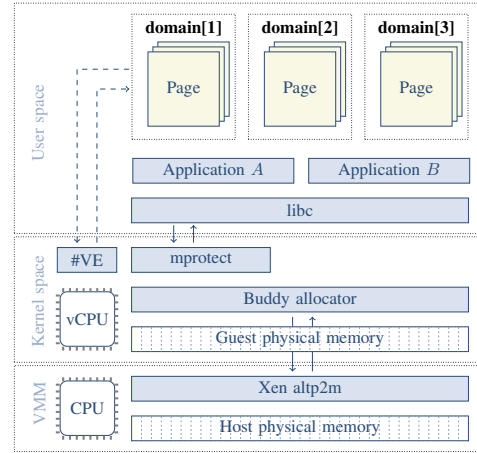 domain[1] domain[2] domain[3]
Page Page Page
User space
Application A Application B
libc
Kernel space
#VE mprotect
Buddy allocator
vCPU
Guest physical memory
VMM
CPU
Xen altp2m
Host physical memory